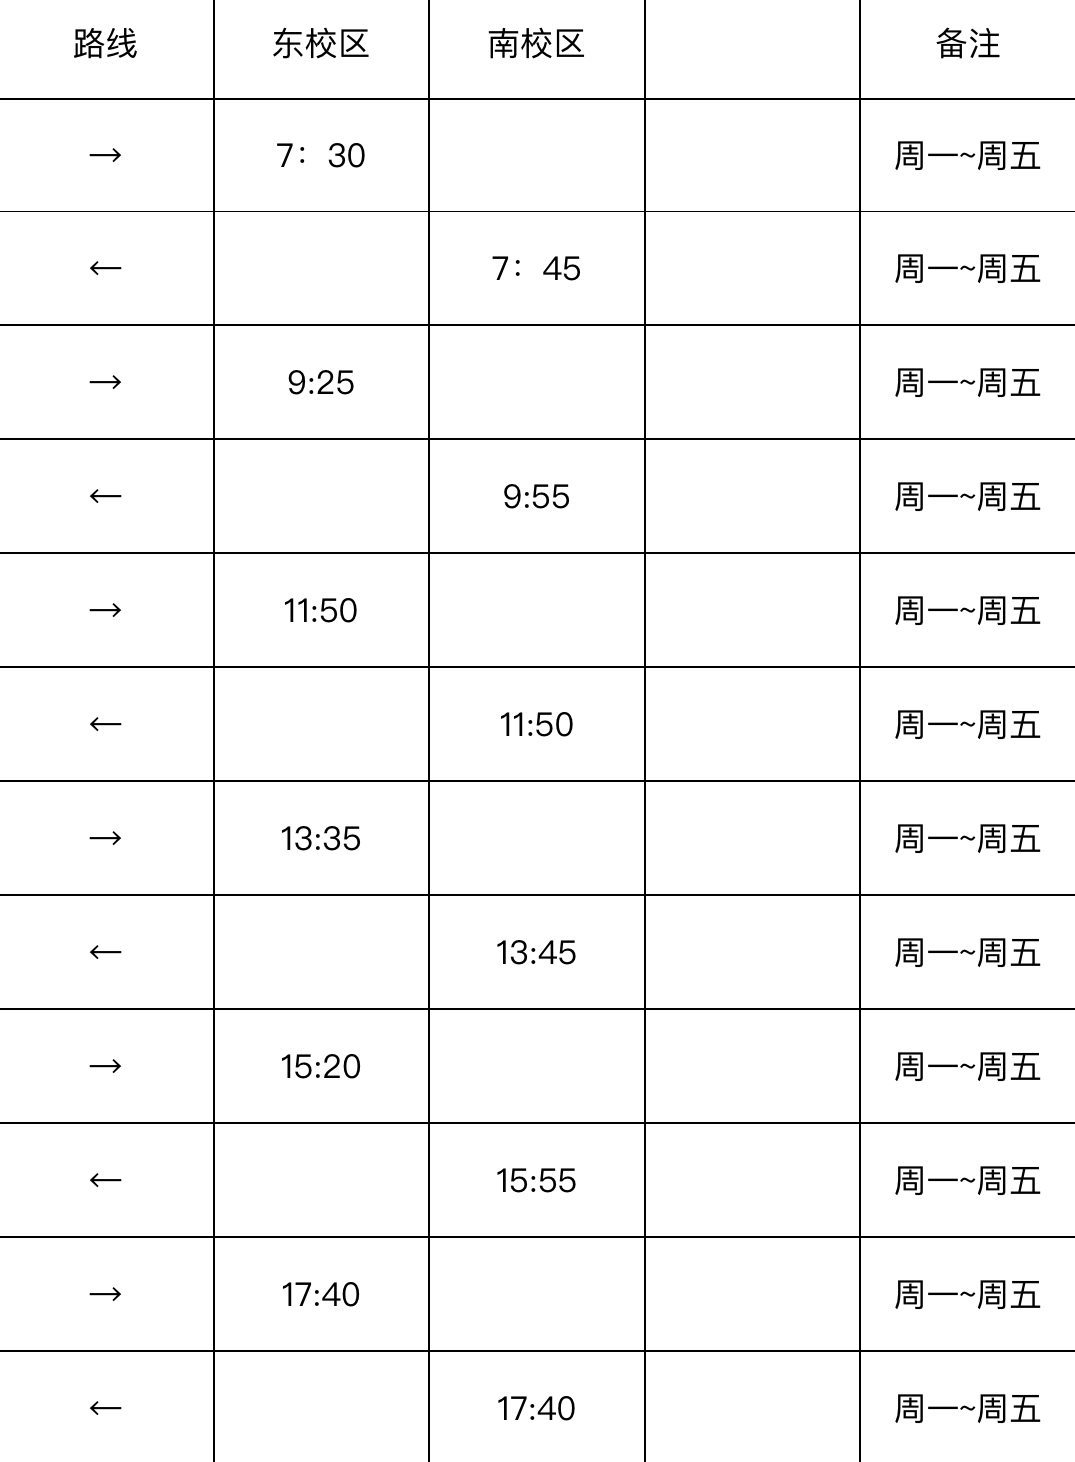 路线 东校区 南校区 备注
→ 7：30 周一~周五
← 7：45 周一~周五
→ 9:25 周一~周五
← 9:55 周一~周五
→ 11:50 周一~周五
← 11:50 周一~周五
→ 13:35 周一~周五
← 13:45 周一~周五
→ 15:20 周一~周五
← 15:55 周一~周五
→ 17:40 周一~周五
← 17:40 周一~周五